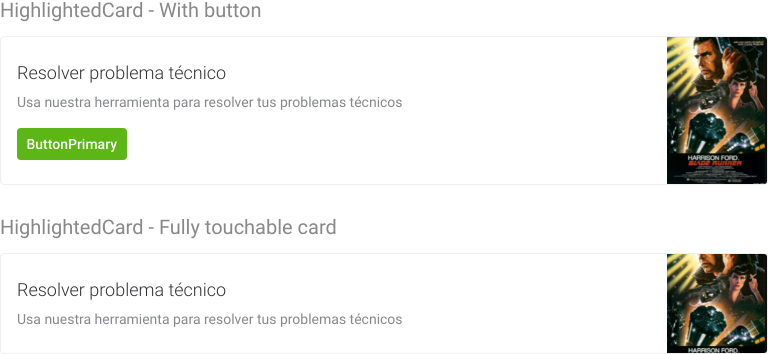 HighlightedCard - With button
Resolver problema técnico
Usa nuestra herramienta para resolver tus problemas técnicos
ButtonPrimary
HARRISON FORD
BLADE RUNNER
HighlightedCard - Fully touchable card
Resolver problema técnico
Usa nuestra herramienta para resolver tus problemas técnicos
HARRISON FORD